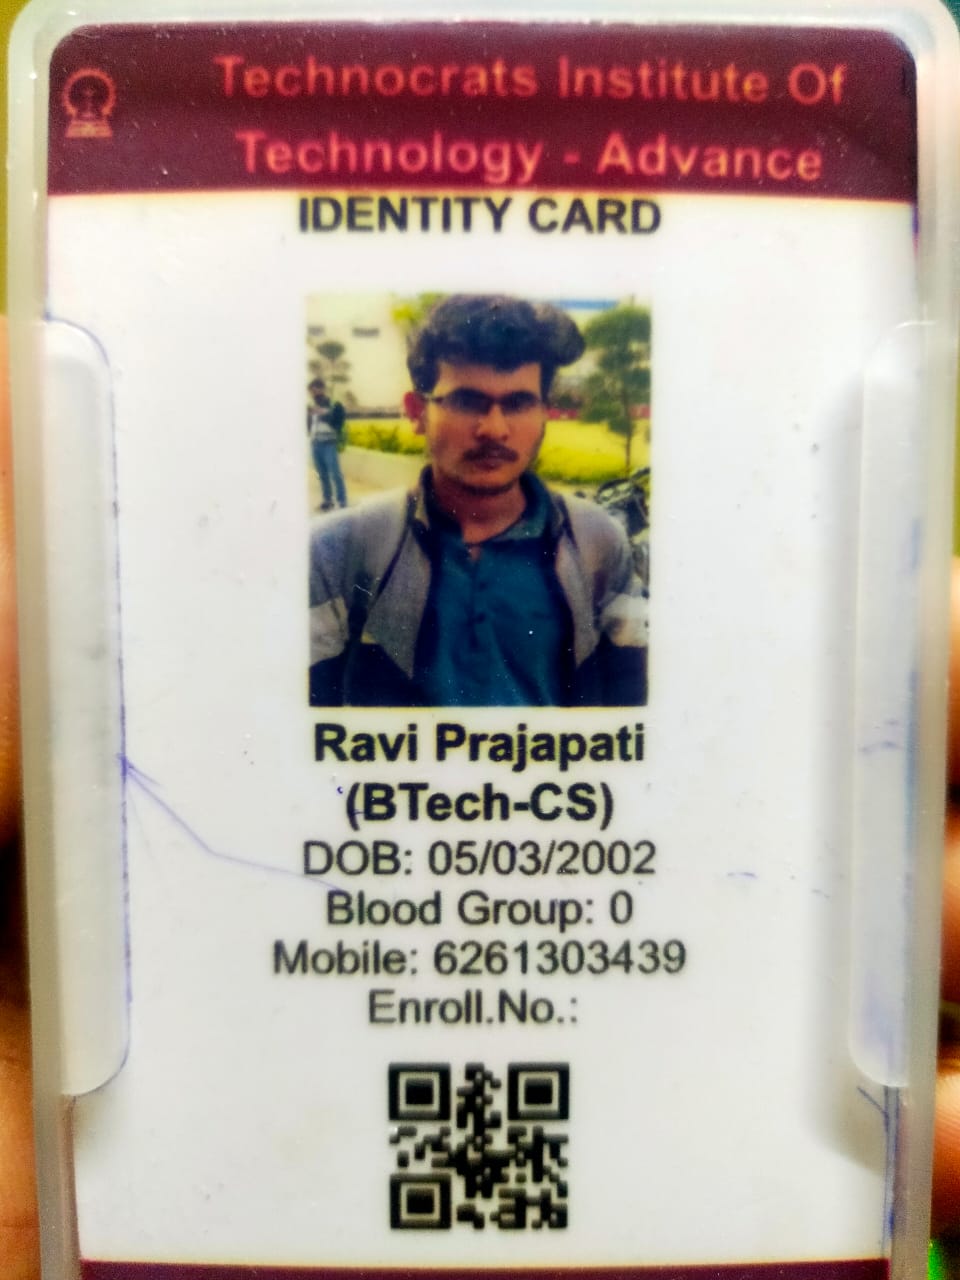 Technocrats Institute Of
Technology - Advance
IDENTITY CARD
Ravi Prajapati
(BTech-CS)
DOB: 05/03/2002
Blood Group: 0
Mobile: 6261303439
Enroll.No.: